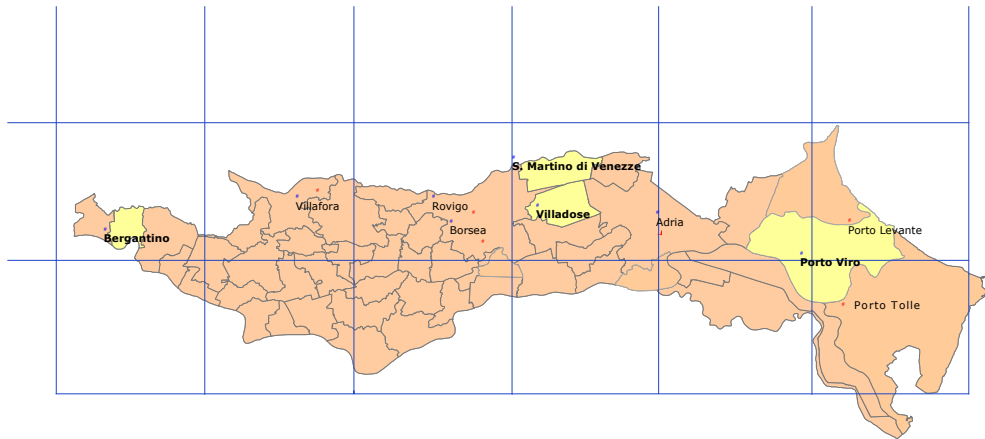 S. Martino di Venezze
Villafora
Rovigo
Villadose
Adria
Borsea
Porto Levante
Bergantino
Porto Viro
Porto Tolle